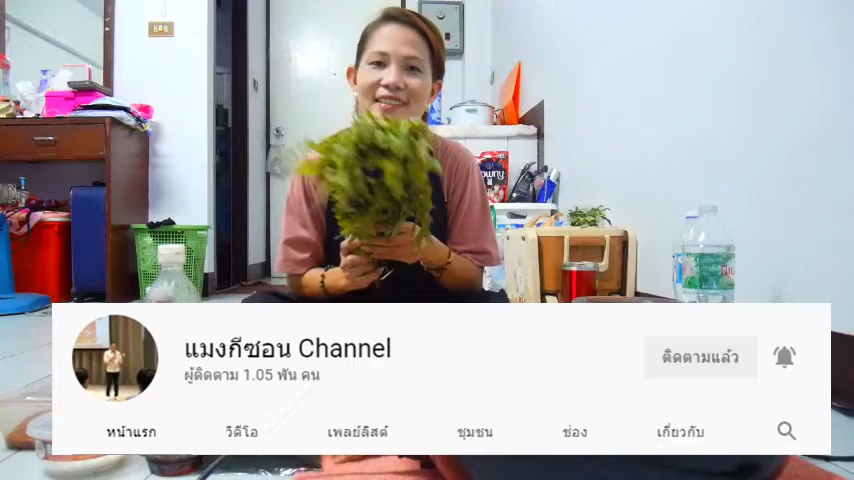 แมงกีซอน Channel
ผู้ติดตาม 1.05 พัน คน
ติดตามแล้ว
หน้าแรก
วิดีโอ
เพลย์ลิสต์
ชุมชน
ช่อง
เกี่ยวกับ
Downy